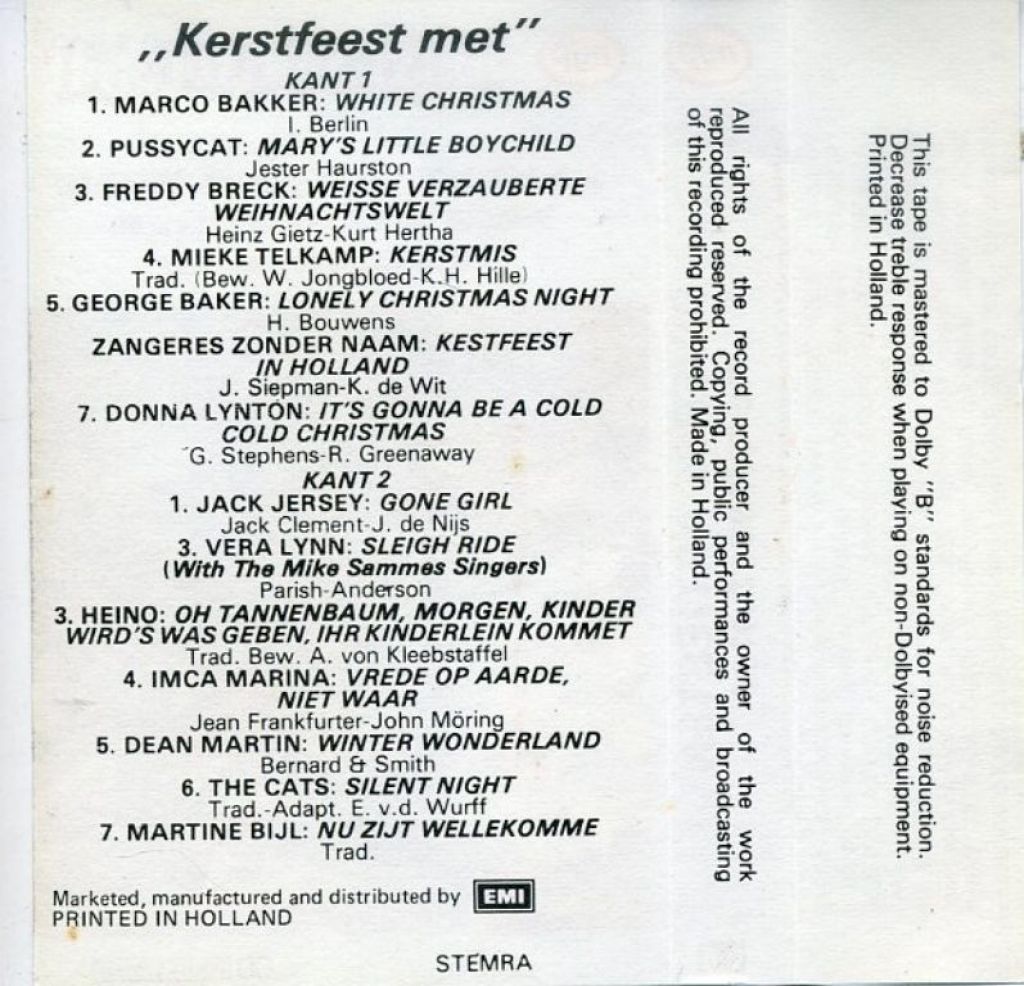 „Kerstfeest met”
KANT 1
1. MARCO BAKKER: WHITE CHRISTMAS
I. Berlin
2. PUSSYCAT: MARY'S LITTLE BOYCHILD
Jester Haurston
3. FREDDY BRECK: WEISSE VERZAUBERTE
WEIHNACHTSWELT
Heinz Gietz-Kurt Hertha
4. MIEKE TELKAMP: KERSTMIS
Trad. (Bew. W. Jongbloed-K.H. Hille)
5. GEORGE BAKER: LONELY CHRISTMAS NIGHT
H. Bouwens
ZANGERES ZONDER NAAM: KESTFEEST
IN HOLLAND
J. Siepman-K. de Wit
7. DONNA LYNTON: IT'S GONNA BE A COLD
COLD CHRISTMAS
G. Stephens-R. Greenaway
KANT 2
1. JACK JERSEY: GONE GIRL
Jack Clement-J. de Nijs
3. VERA LYNN: SLEIGH RIDE
(With The Mike Sammes Singers)
Parish-Anderson
3. HEINO: OH TANNENBAUM, MORGEN, KINDER
WIRD'S WAS GEBEN, IHR KINDERLEIN KOMMET
Trad. Bew. A. von Kleebstaffel
4. IMCA MARINA: VREDE OP AARDE,
NIET WAAR
Jean Frankfurter-John Möring
5. DEAN MARTIN: WINTER WONDERLAND
Bernard & Smith
6. THE CATS: SILENT NIGHT
Trad.-Adapt. E. v.d. Wurff
7. MARTINE BIJL: NU ZIJT WELLEKOMME
Trad.
Marketed, manufactured and distributed by EMI
PRINTED IN HOLLAND
STEMRA
All rights of the record producer and the owner of the work
reproduced reserved. Copying, public performances and broadcasting
of this recording prohibited. Made in Holland.
This tape is mastered to Dolby "B" standards for noise reduction.
Decrease treble response when playing on non-Dolbyised equipment.
Printed in Holland.